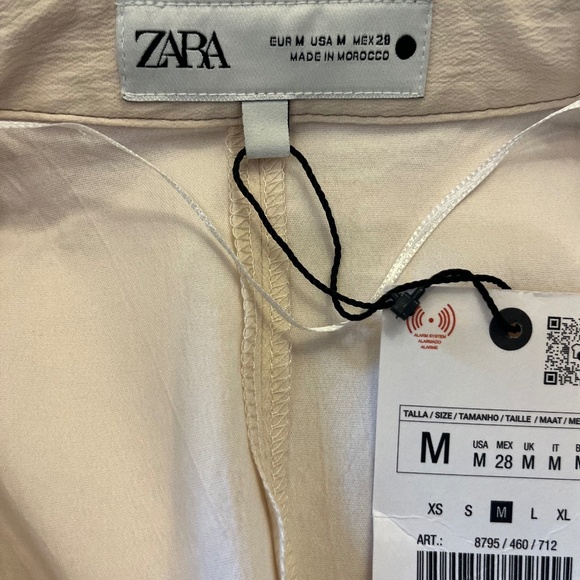 ZARA
EUR M USA M MEX 28
MADE IN MOROCCO
ALARM SYSTEM
ALARMADO
ALARME
TALLA / SIZE / TAMANHO / TAILLE / MAAT / ME
M
USA MEX UK IT
M 28 M M
XS S M L XL
ART.: 8795 / 460 / 712